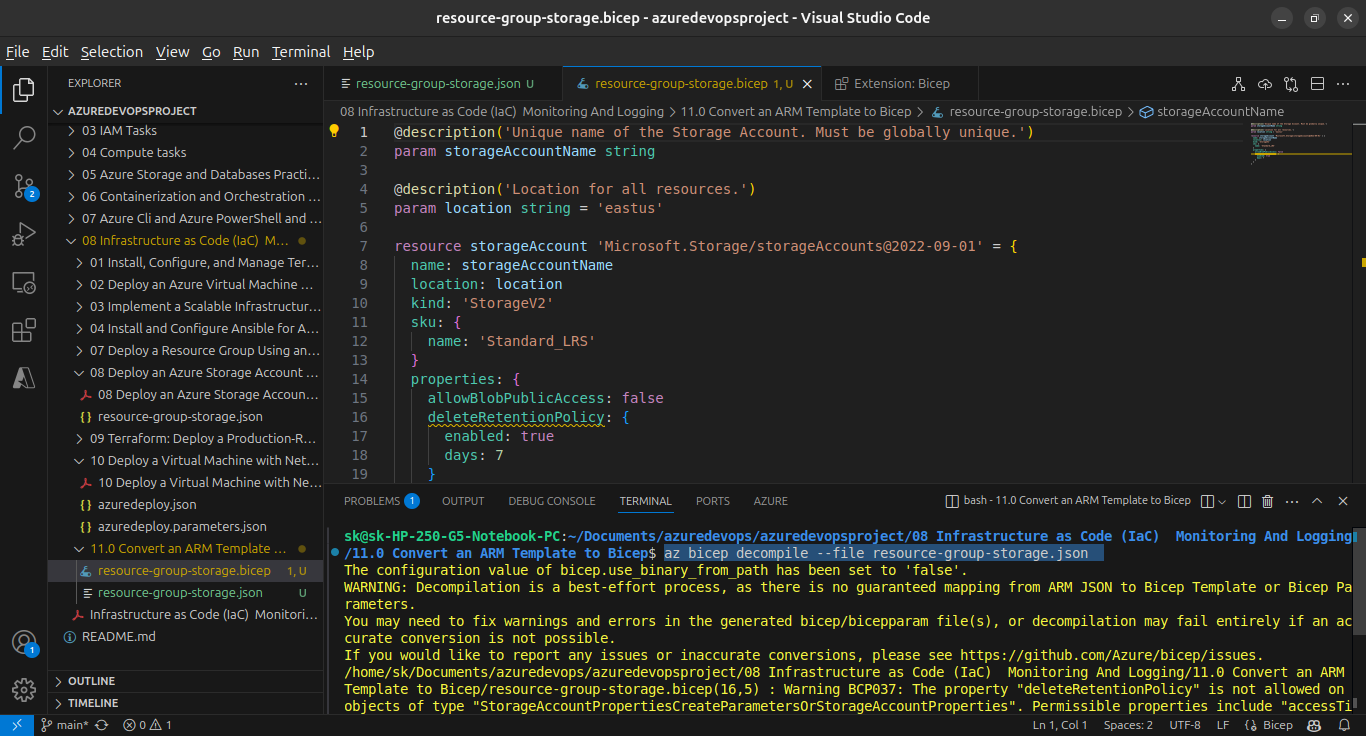 resource-group-storage.bicep - azuredevopsproject - Visual Studio Code
File Edit Selection View Go Run Terminal Help
EXPLORER
AZUREDEVOPSPROJECT
03 IAM Tasks
04 Compute tasks
05 Azure Storage and Databases Practi...
06 Containerization and Orchestration ...
07 Azure Cli and Azure PowerShell and ...
08 Infrastructure as Code (IaC) M...
01 Install, Configure, and Manage Ter...
02 Deploy an Azure Virtual Machine ...
03 Implement a Scalable Infrastructur...
04 Install and Configure Ansible for A...
07 Deploy a Resource Group Using an...
08 Deploy an Azure Storage Account ...
08 Deploy an Azure Storage Accoun...
{} resource-group-storage.json
09 Terraform: Deploy a Production-R...
10 Deploy a Virtual Machine with Net...
10 Deploy a Virtual Machine with Ne...
{} azuredeploy.json
{} azuredeploy.parameters.json
11.0 Convert an ARM Template ...
resource-group-storage.bicep 1, U
resource-group-storage.json U
Infrastructure as Code (IaC) Monitori...
README.md
OUTLINE
TIMELINE
2
1
resource-group-storage.json U
resource-group-storage.bicep 1, U
Extension: Bicep
08 Infrastructure as Code (IaC) Monitoring And Logging > 11.0 Convert an ARM Template to Bicep > resource-group-storage.bicep > storageAccountName
1 @description('Unique name of the Storage Account. Must be globally unique.')
2 param storageAccountName string
3
4 @description('Location for all resources.')
5 param location string = 'eastus'
6
7 resource storageAccount 'Microsoft.Storage/storageAccounts@2022-09-01' = {
8 name: storageAccountName
9 location: location
10 kind: 'StorageV2'
11 sku: {
12 name: 'Standard_LRS'
13 }
14 properties: {
15 allowBlobPublicAccess: false
16 deleteRetentionPolicy: {
17 enabled: true
18 days: 7
19 }
PROBLEMS 1 OUTPUT DEBUG CONSOLE TERMINAL PORTS AZURE
bash - 11.0 Convert an ARM Template to Bicep
sk@sk-HP-250-G5-Notebook-PC:~/Documents/azuredevops/azuredevopsproject/08 Infrastructure as Code (IaC)  Monitoring And Logging
/11.0 Convert an ARM Template to Bicep$ az bicep decompile --file resource-group-storage.json
The configuration value of bicep.use_binary_from_path has been set to 'false'.
WARNING: Decompilation is a best-effort process, as there is no guaranteed mapping from ARM JSON to Bicep Template or Bicep Pa
rameters.
You may need to fix warnings and errors in the generated bicep/bicepparam file(s), or decompilation may fail entirely if an ac
curate conversion is not possible.
If you would like to report any issues or inaccurate conversions, please see https://github.com/Azure/bicep/issues.
/home/sk/Documents/azuredevops/azuredevopsproject/08 Infrastructure as Code (IaC)  Monitoring And Logging/11.0 Convert an ARM
Template to Bicep/resource-group-storage.bicep(16,5) : Warning BCP037: The property "deleteRetentionPolicy" is not allowed on
objects of type "StorageAccountPropertiesCreateParametersOrStorageAccountProperties". Permissible properties include "accessTi
main* 0 1
Ln 1, Col 1 Spaces: 2 UTF-8 LF {} Bicep